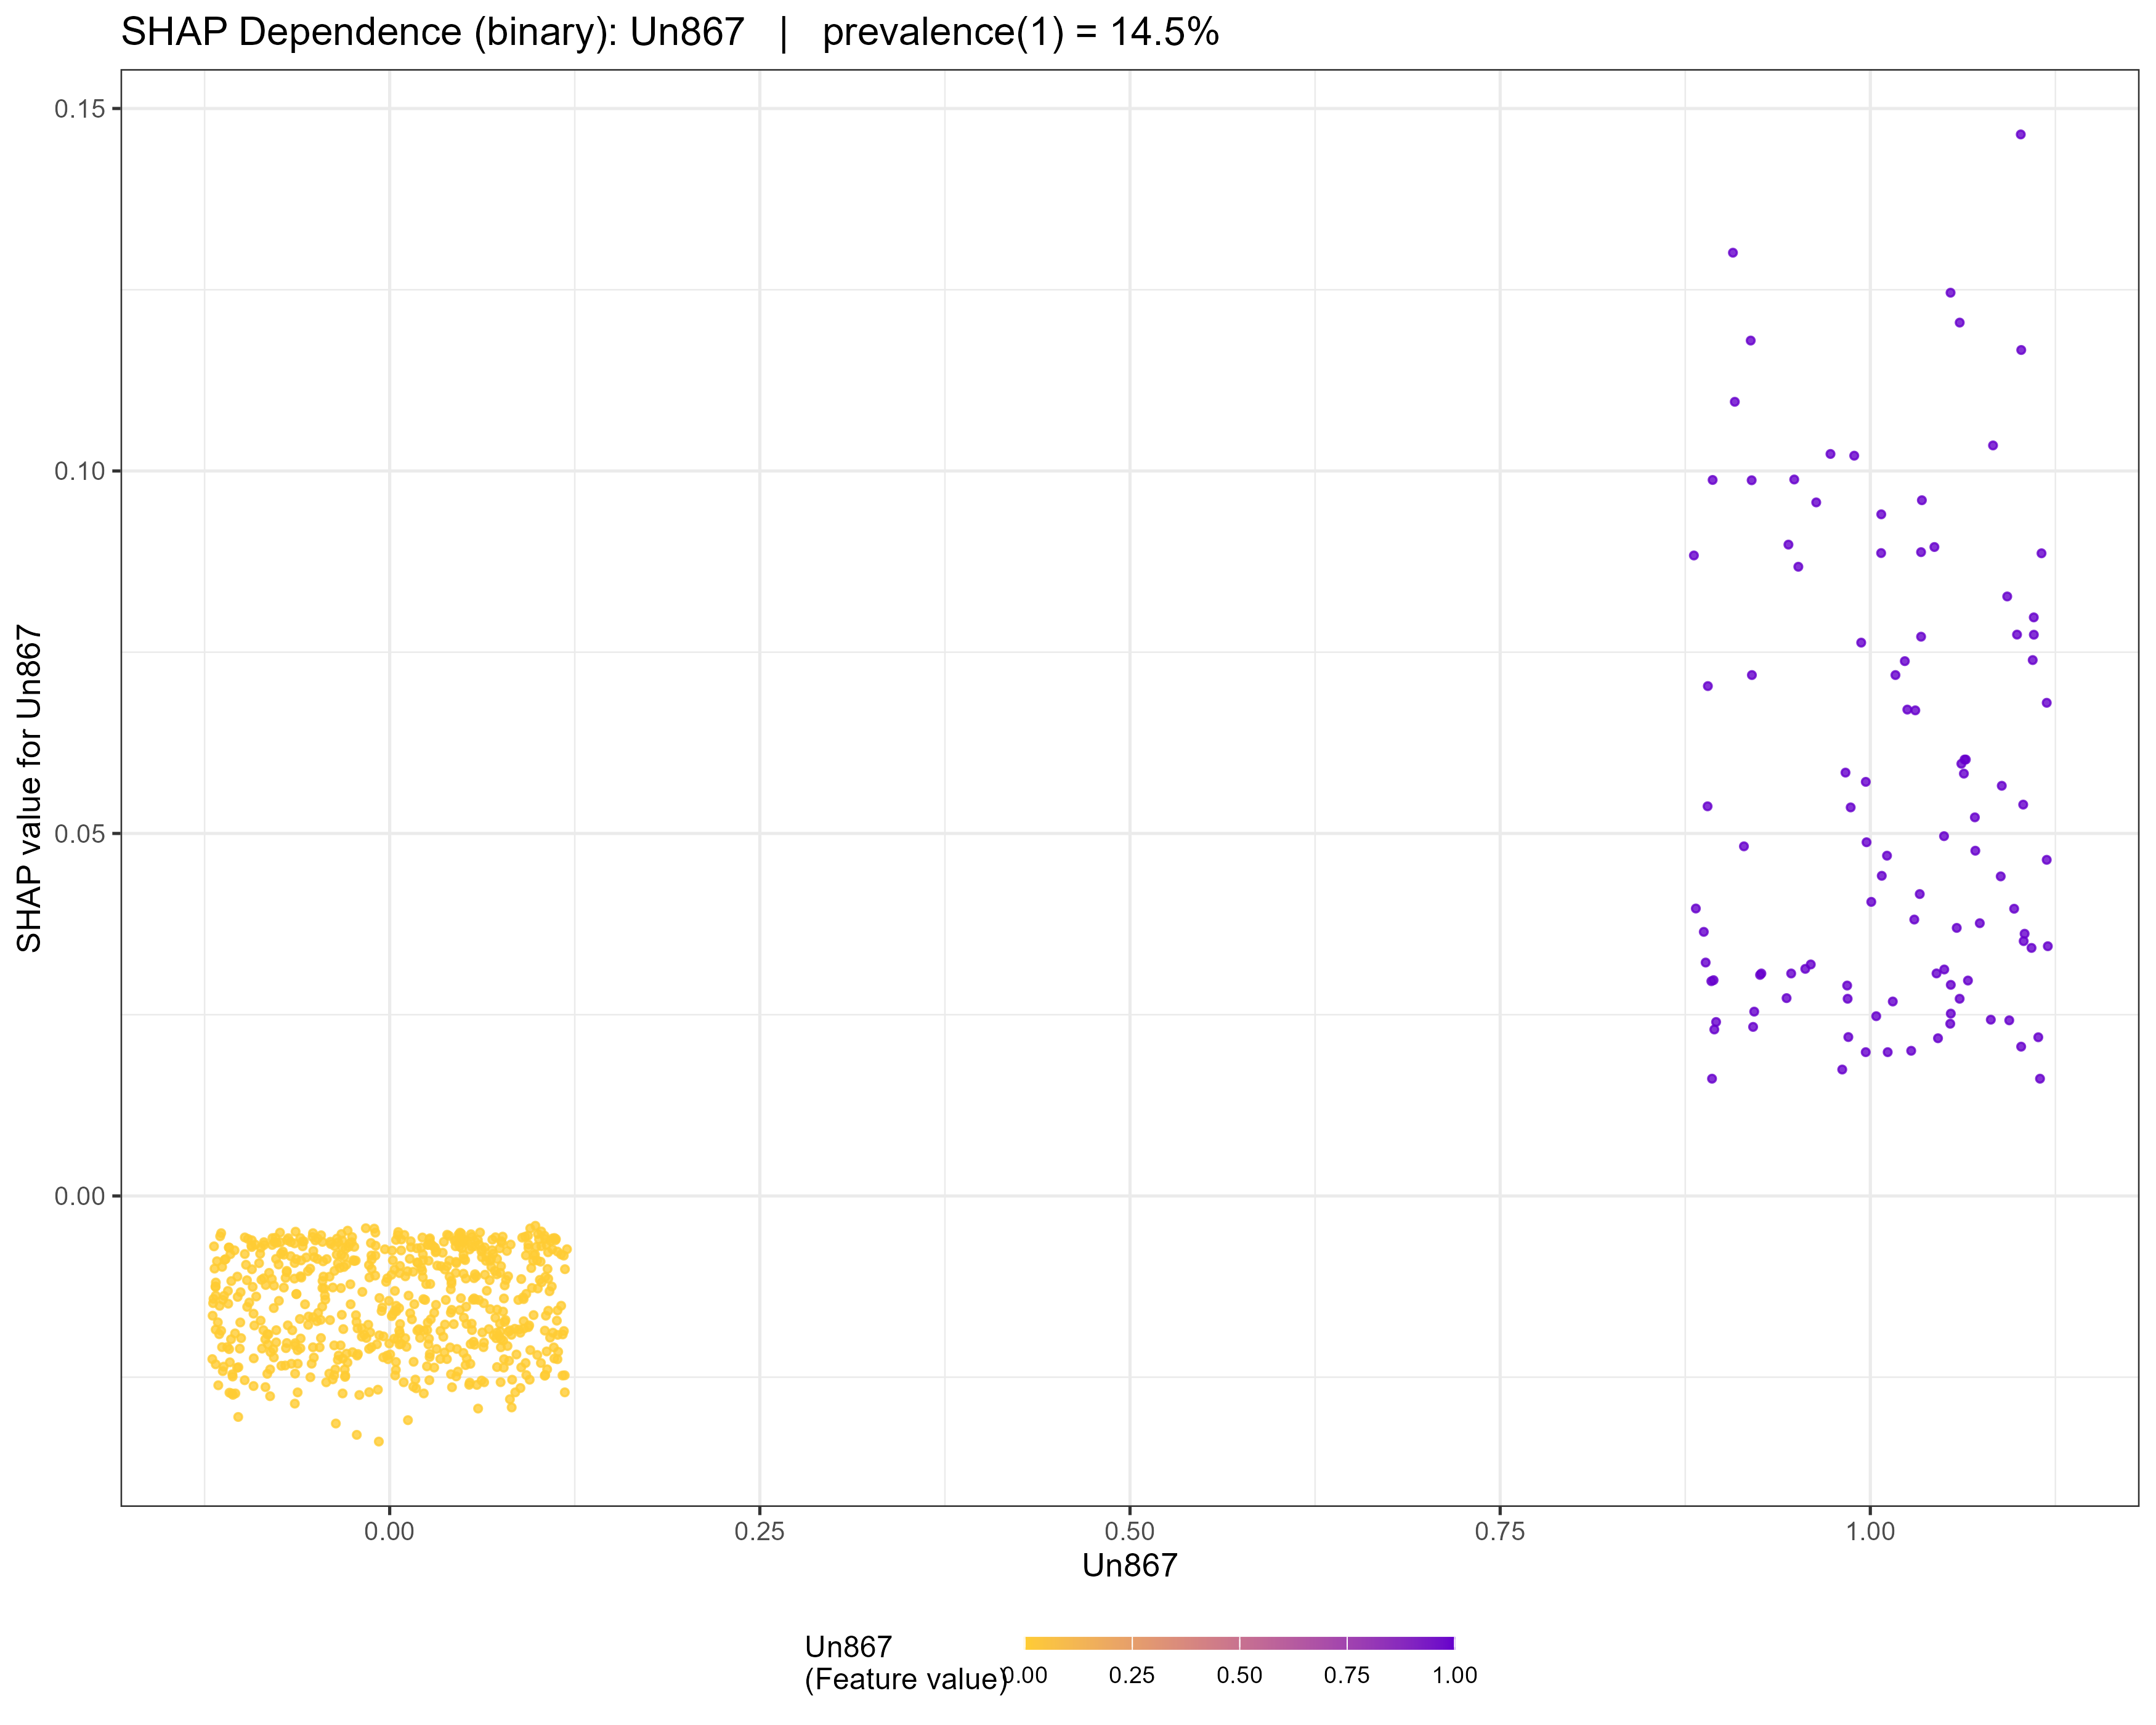 SHAP Dependence (binary): Un867 | prevalence(1) = 14.5%
0.15
0.10
0.05
0.00
SHAP value for Un867
0.00 0.25 0.50 0.75 1.00
Un867
Un867
(Feature value)
0.00 0.25 0.50 0.75 1.00